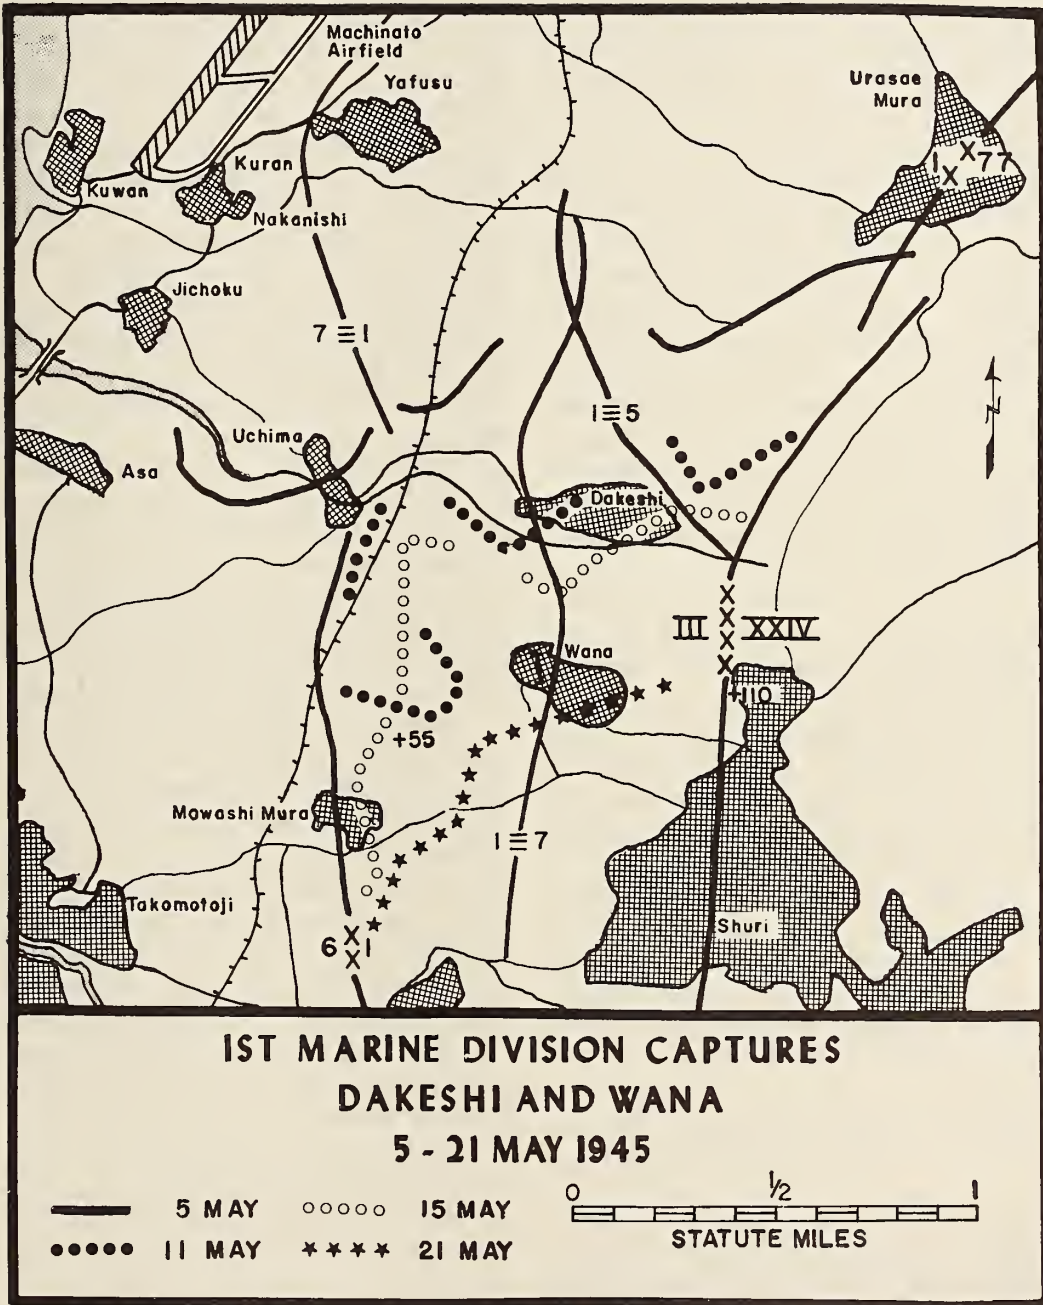 Machinato
Airfield
Yafusu
Urasae
Mura
1 X X 77
Kuran
Kuwan
Nakanishi
Jichoku
7 ☰ 1
1 ☰ 5
Uchima
Asa
Dakeshi
N
X
X
III X XXIV
X
Wana
+110
+55
Mawashi Mura
1 ☰ 7
Takamotoji
Shuri
X
6 1
X
1ST MARINE DIVISION CAPTURES
DAKESHI AND WANA
5 - 21 MAY 1945
5 MAY 15 MAY
11 MAY 21 MAY
0 1/2 1
STATUTE MILES